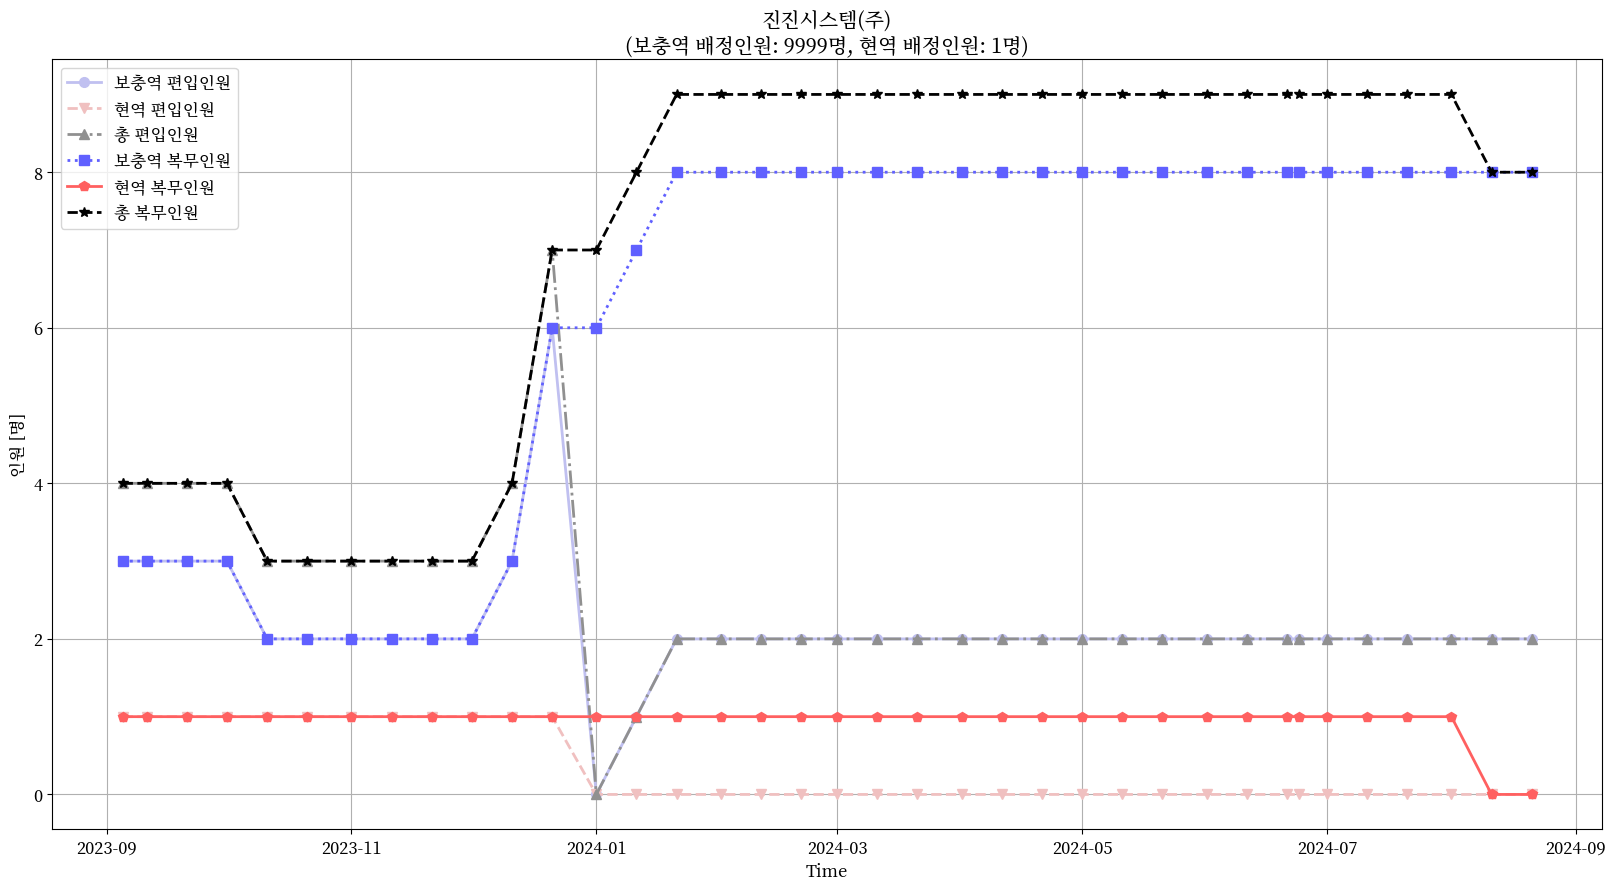 진진시스템(주)
(보충역 배정인원: 9999명, 현역 배정인원: 1명)
보충역 편입인원
현역 편입인원
총 편입인원
보충역 복무인원
현역 복무인원
총 복무인원
인원 [명]
8
6
4
2
0
2023-09
2023-11
2024-01
2024-03
2024-05
2024-07
2024-09
Time